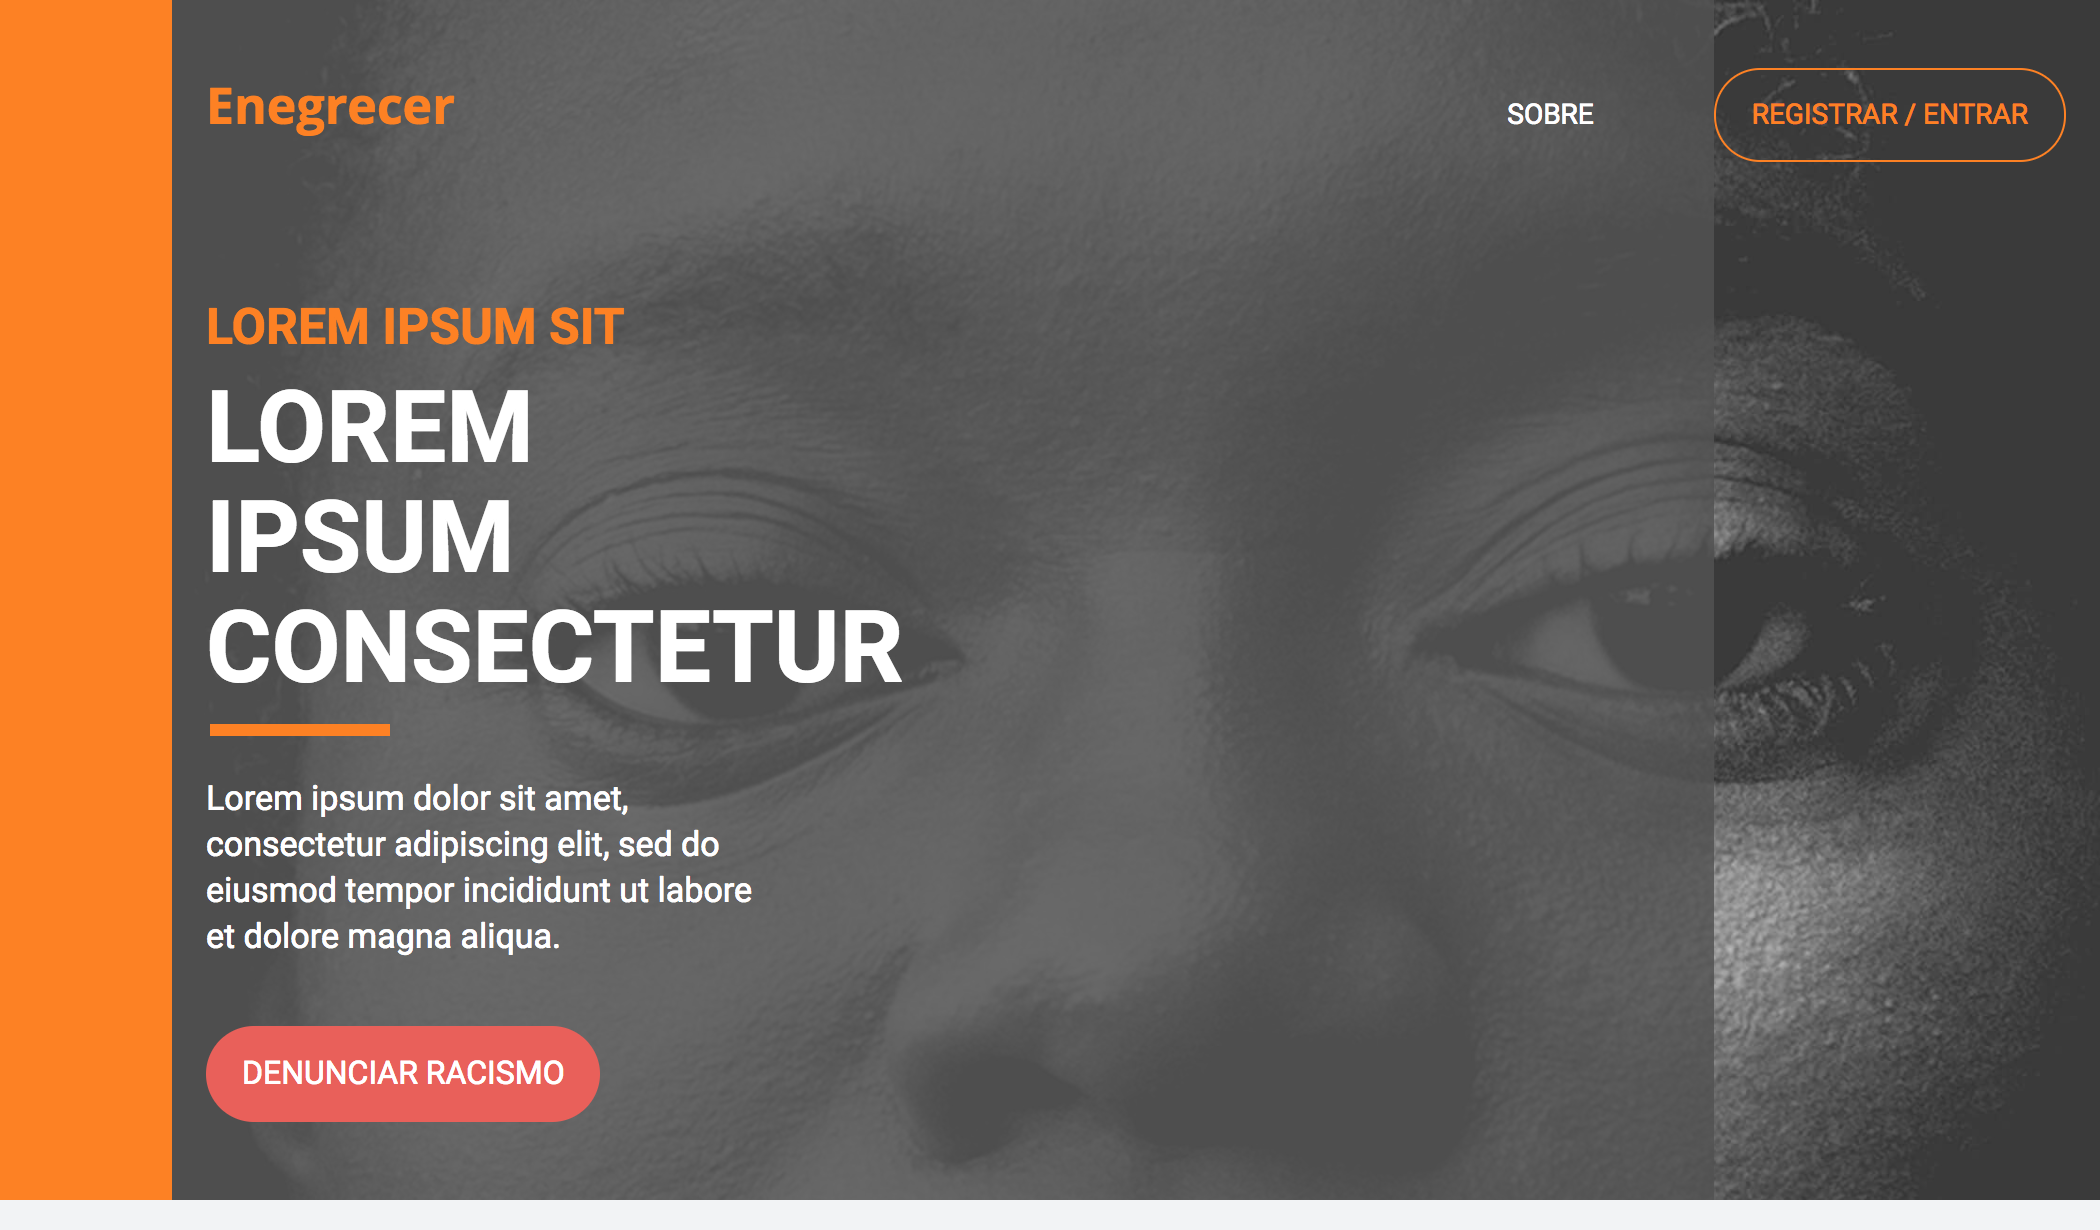 Enegrecer
SOBRE
REGISTRAR / ENTRAR
LOREM IPSUM SIT
LOREM
IPSUM
CONSECTETUR
Lorem ipsum dolor sit amet,
consectetur adipiscing elit, sed do
eiusmod tempor incididunt ut labore
et dolore magna aliqua.
DENUNCIAR RACISMO